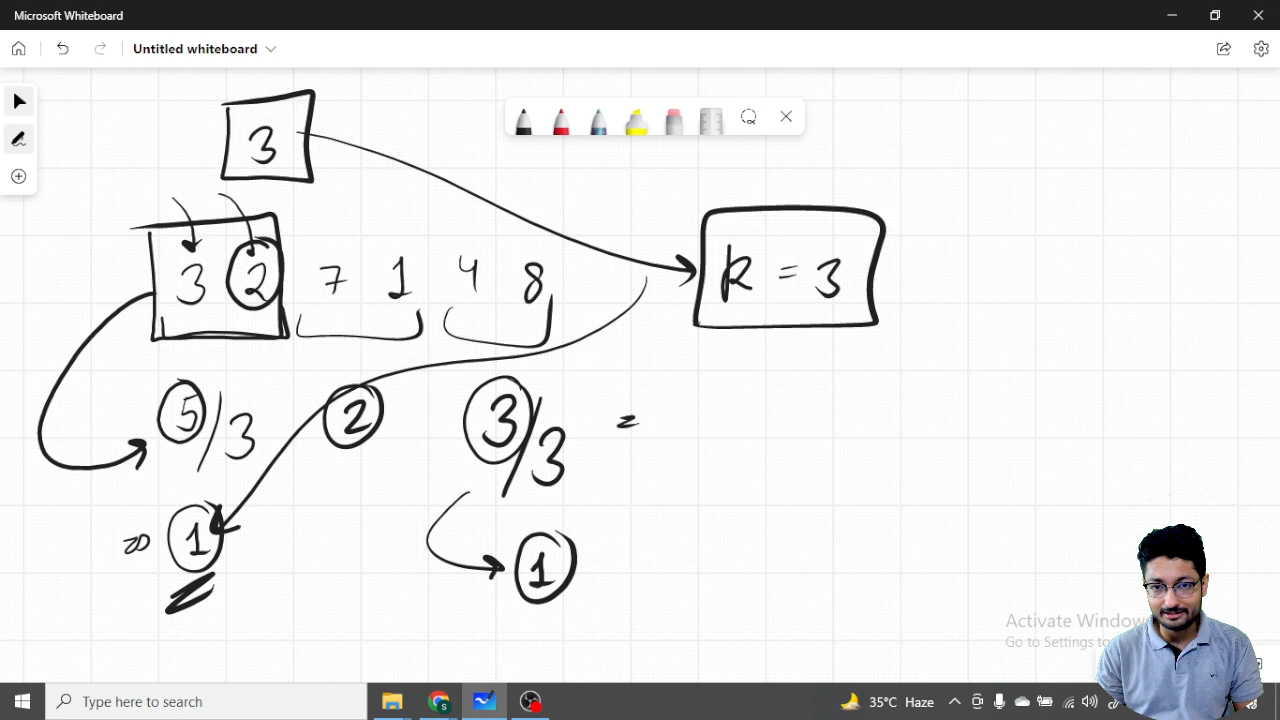 Microsoft Whiteboard
Untitled whiteboard
3
3 2 7 1 4 8
k = 3
5/3
2
3/3 =
1
1
Activate Window
Go to Settings to
Type here to search
35°C Haze